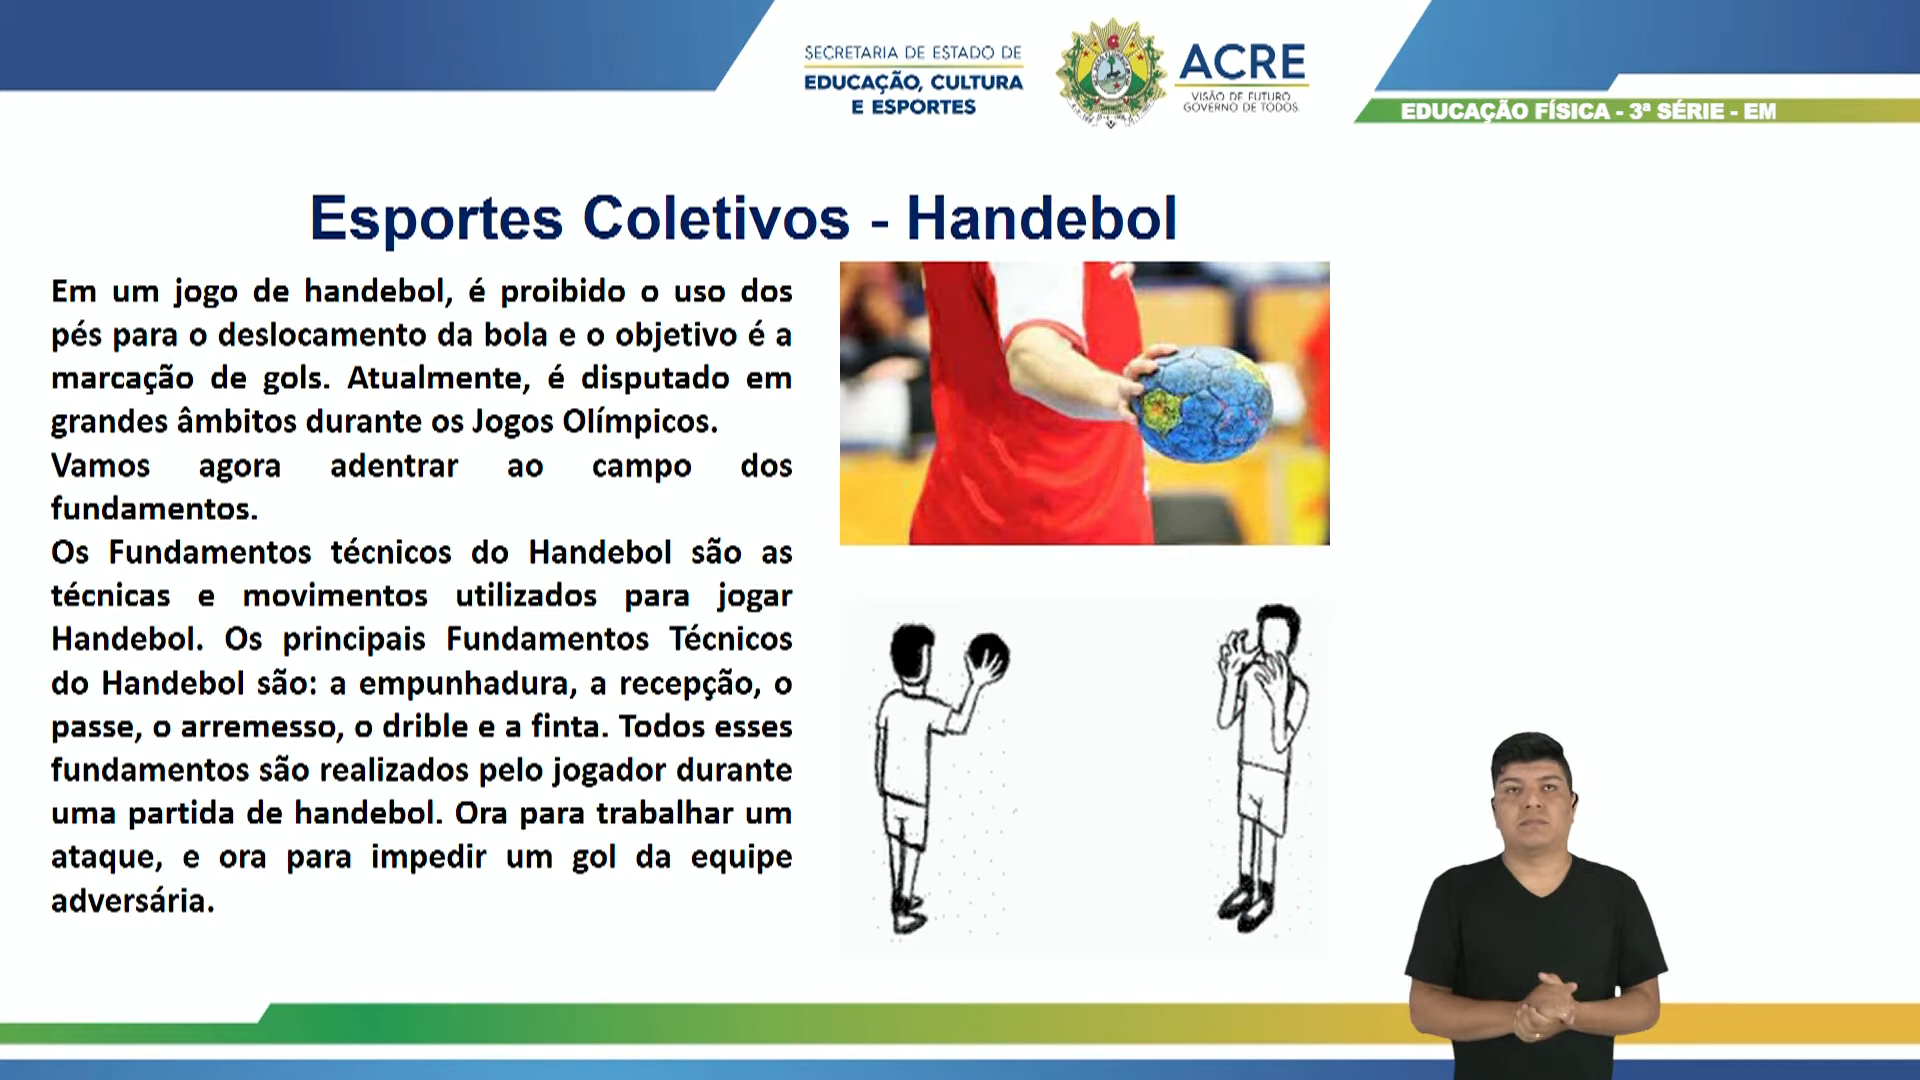 SECRETARIA DE ESTADO DE
EDUCAÇÃO, CULTURA
E ESPORTES
ACRE
VISÃO DE FUTURO
GOVERNO DE TODOS
EDUCAÇÃO FÍSICA - 3ª SÉRIE - EM
Esportes Coletivos - Handebol
Em um jogo de handebol, é proibido o uso dos
pés para o deslocamento da bola e o objetivo é a
marcação de gols. Atualmente, é disputado em
grandes âmbitos durante os Jogos Olímpicos.
Vamos agora adentrar ao campo dos
fundamentos.
Os Fundamentos técnicos do Handebol são as
técnicas e movimentos utilizados para jogar
Handebol. Os principais Fundamentos Técnicos
do Handebol são: a empunhadura, a recepção, o
passe, o arremesso, o drible e a finta. Todos esses
fundamentos são realizados pelo jogador durante
uma partida de handebol. Ora para trabalhar um
ataque, e ora para impedir um gol da equipe
adversária.